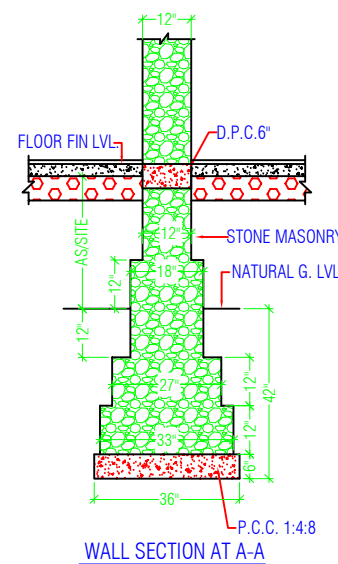 12"
D.P.C.6"
FLOOR FIN LVL
12"
STONE MASONRY
AS/SITE
18"
12"
NATURAL G. LVL
12"
27"
12"
42"
33"
12"
6"
36"
P.C.C. 1:4:8
WALL SECTION AT A-A